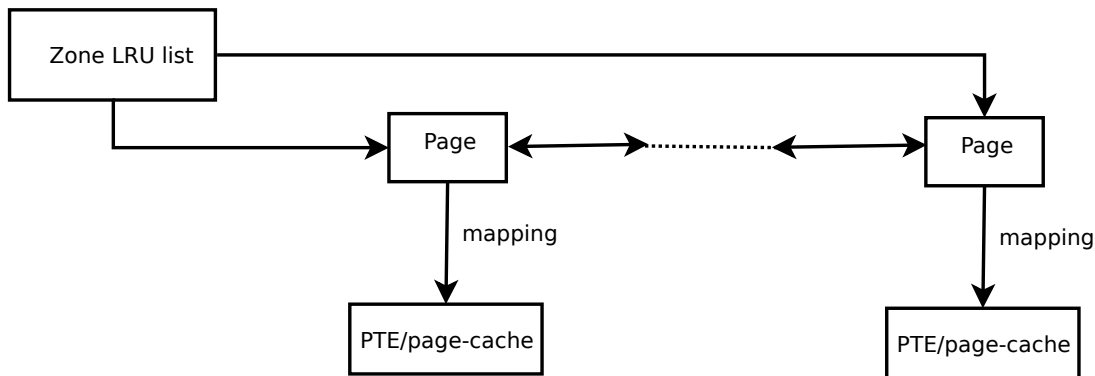 Zone LRU list
Page
Page
mapping
mapping
PTE/page-cache
PTE/page-cache